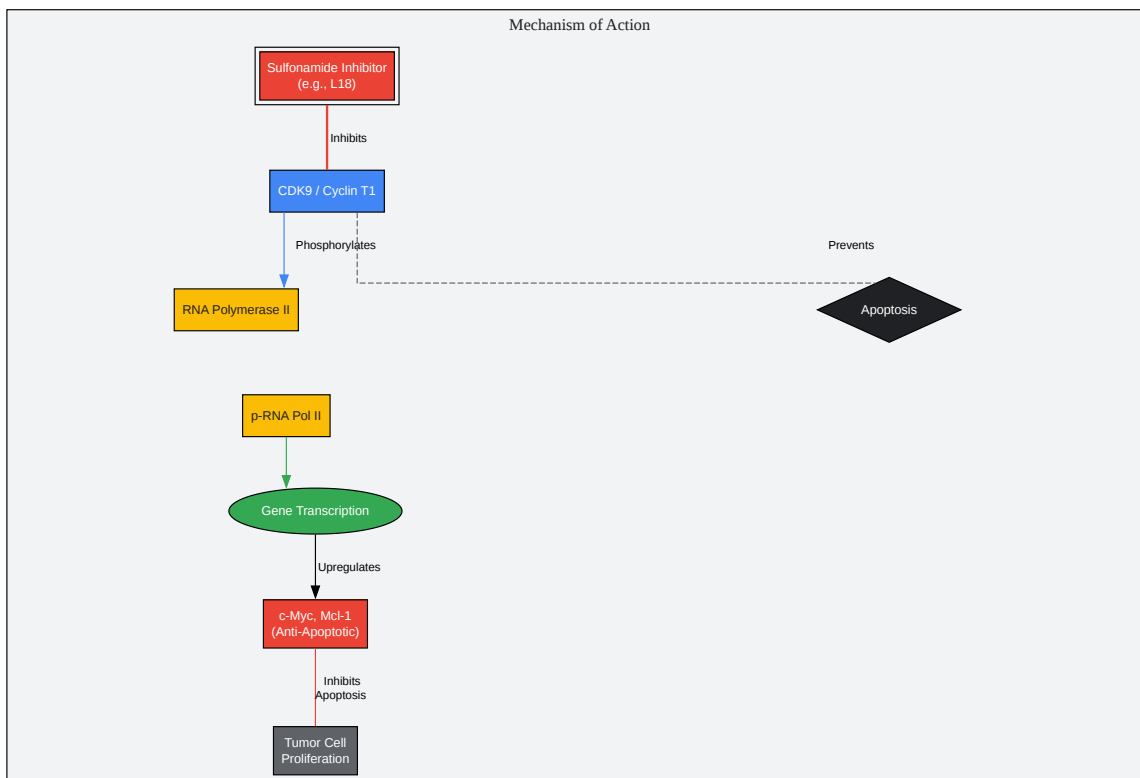 Mechanism of Action
Sulfonamide Inhibitor
(e.g., L18)
Inhibits
CDK9 / Cyclin T1
Phosphorylates
Prevents
RNA Polymerase II
Apoptosis
p-RNA Pol II
Gene Transcription
Upregulates
c-Myc, Mcl-1
(Anti-Apoptotic)
Inhibits
Apoptosis
Tumor Cell
Proliferation